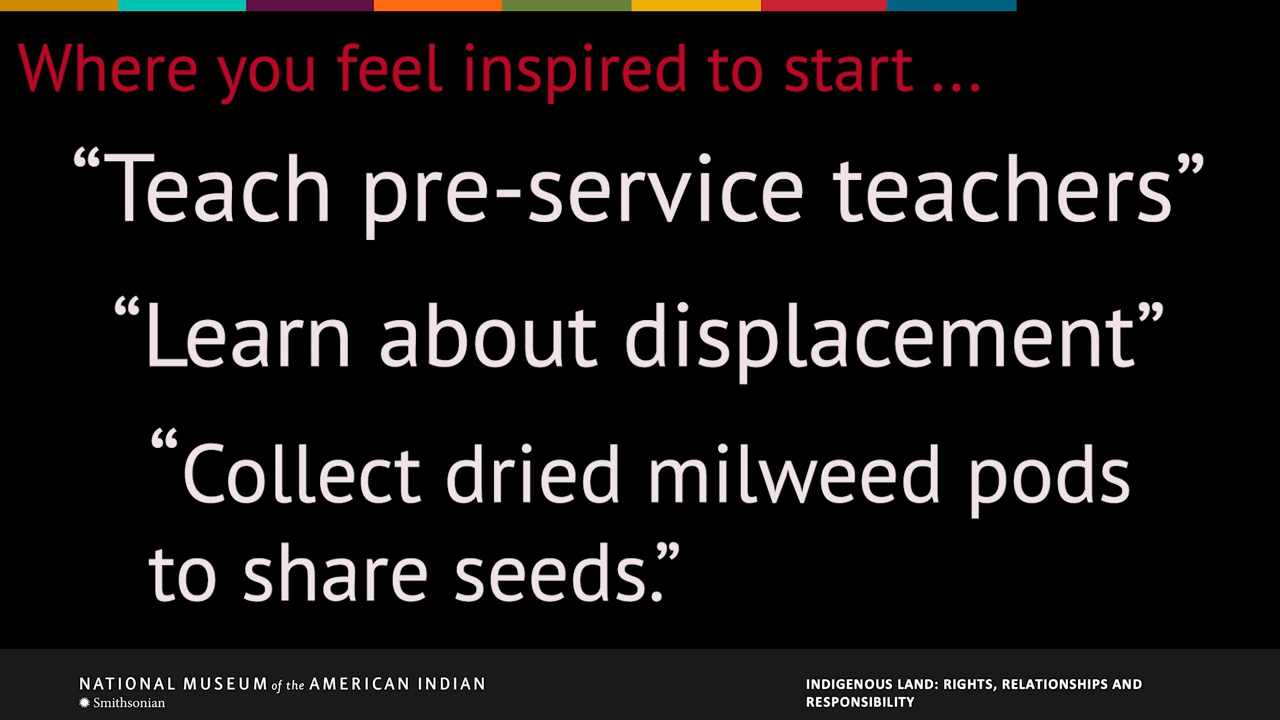 Where you feel inspired to start ...
“Teach pre-service teachers”
“Learn about displacement”
“Collect dried milweed pods
to share seeds.”
NATIONAL MUSEUM of the AMERICAN INDIAN
Smithsonian
INDIGENOUS LAND: RIGHTS, RELATIONSHIPS AND
RESPONSIBILITY